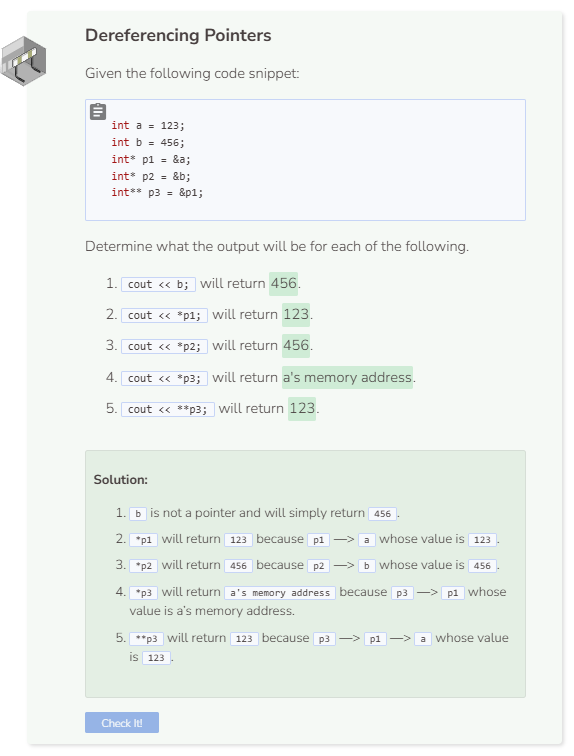 Dereferencing Pointers
Given the following code snippet:
int a = 123;
int b = 456;
int* p1 = &a;
int* p2 = &b;
int** p3 = &p1;
Determine what the output will be for each of the following.
1. cout << b; will return 456.
2. cout << *p1; will return 123.
3. cout << *p2; will return 456.
4. cout << *p3; will return a's memory address.
5. cout << **p3; will return 123.
Solution:
1. b is not a pointer and will simply return 456.
2. *p1 will return 123 because p1 —> a whose value is 123.
3. *p2 will return 456 because p2 —> b whose value is 456.
4. *p3 will return a's memory address because p3 —> p1 whose
value is a's memory address.
5. **p3 will return 123 because p3 —> p1 —> a whose value
is 123.
Check It!